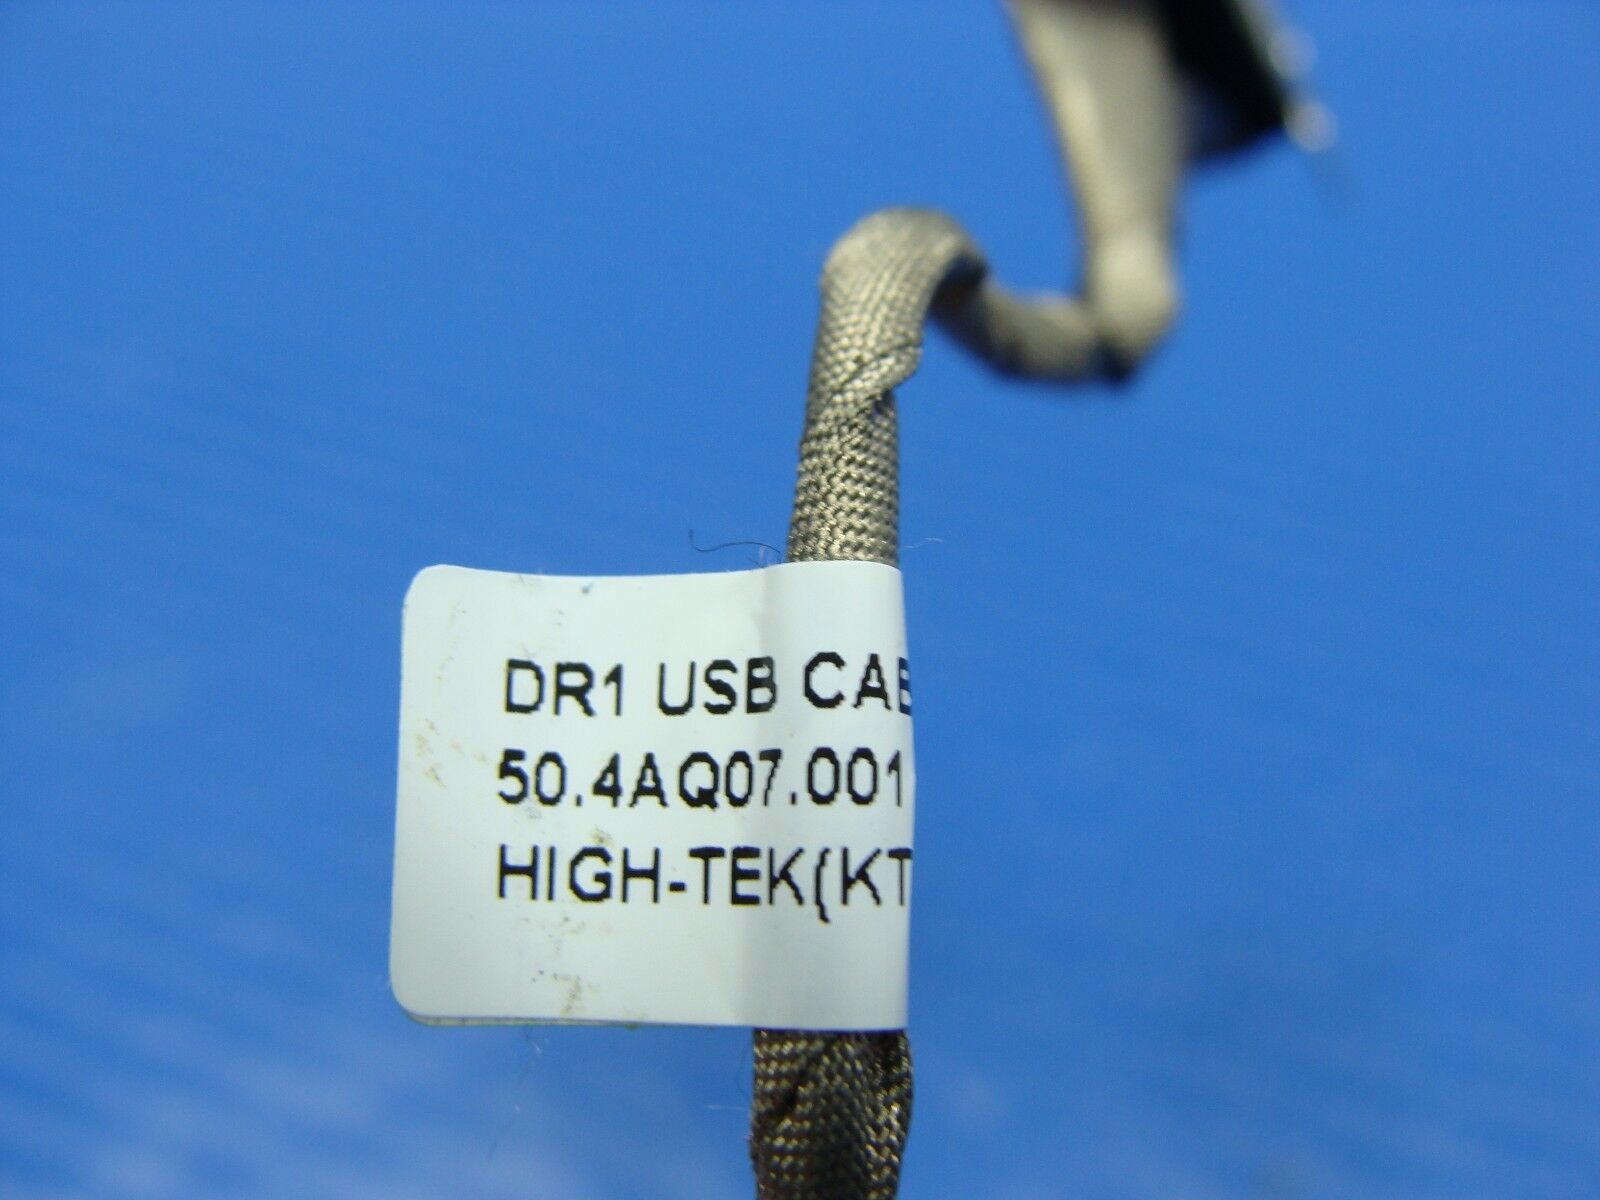 DR1 USB CAB
50.4AQ07.001
HIGH-TEK(KT